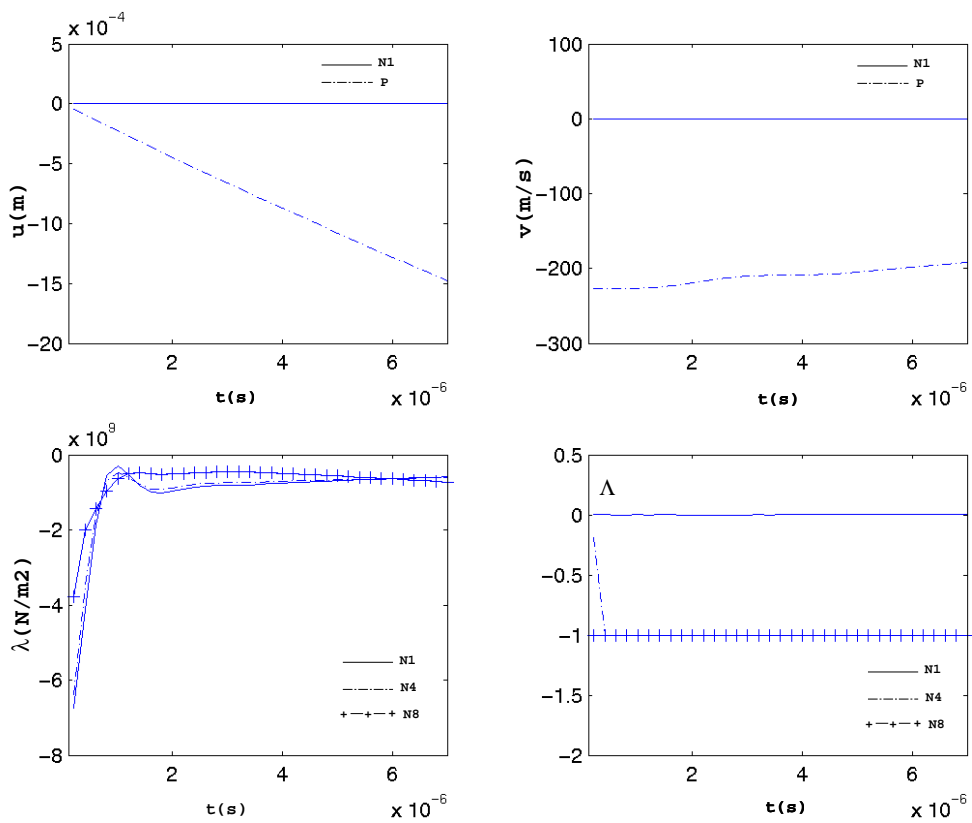 x 10⁻⁴
5
0
−5
−10
−15
−20
u(m)
N1
P
2
4
6
t(s)
x 10⁻⁶
100
0
−100
−200
−300
v(m/s)
N1
P
2
4
6
t(s)
x 10⁻⁶
x 10⁹
0
−2
−4
−6
−8
λ(N/m2)
N1
N4
N8
2
4
6
t(s)
x 10⁻⁶
0.5
0
−0.5
−1
−1.5
−2
Λ
N1
N4
N8
2
4
6
t(s)
x 10⁻⁶